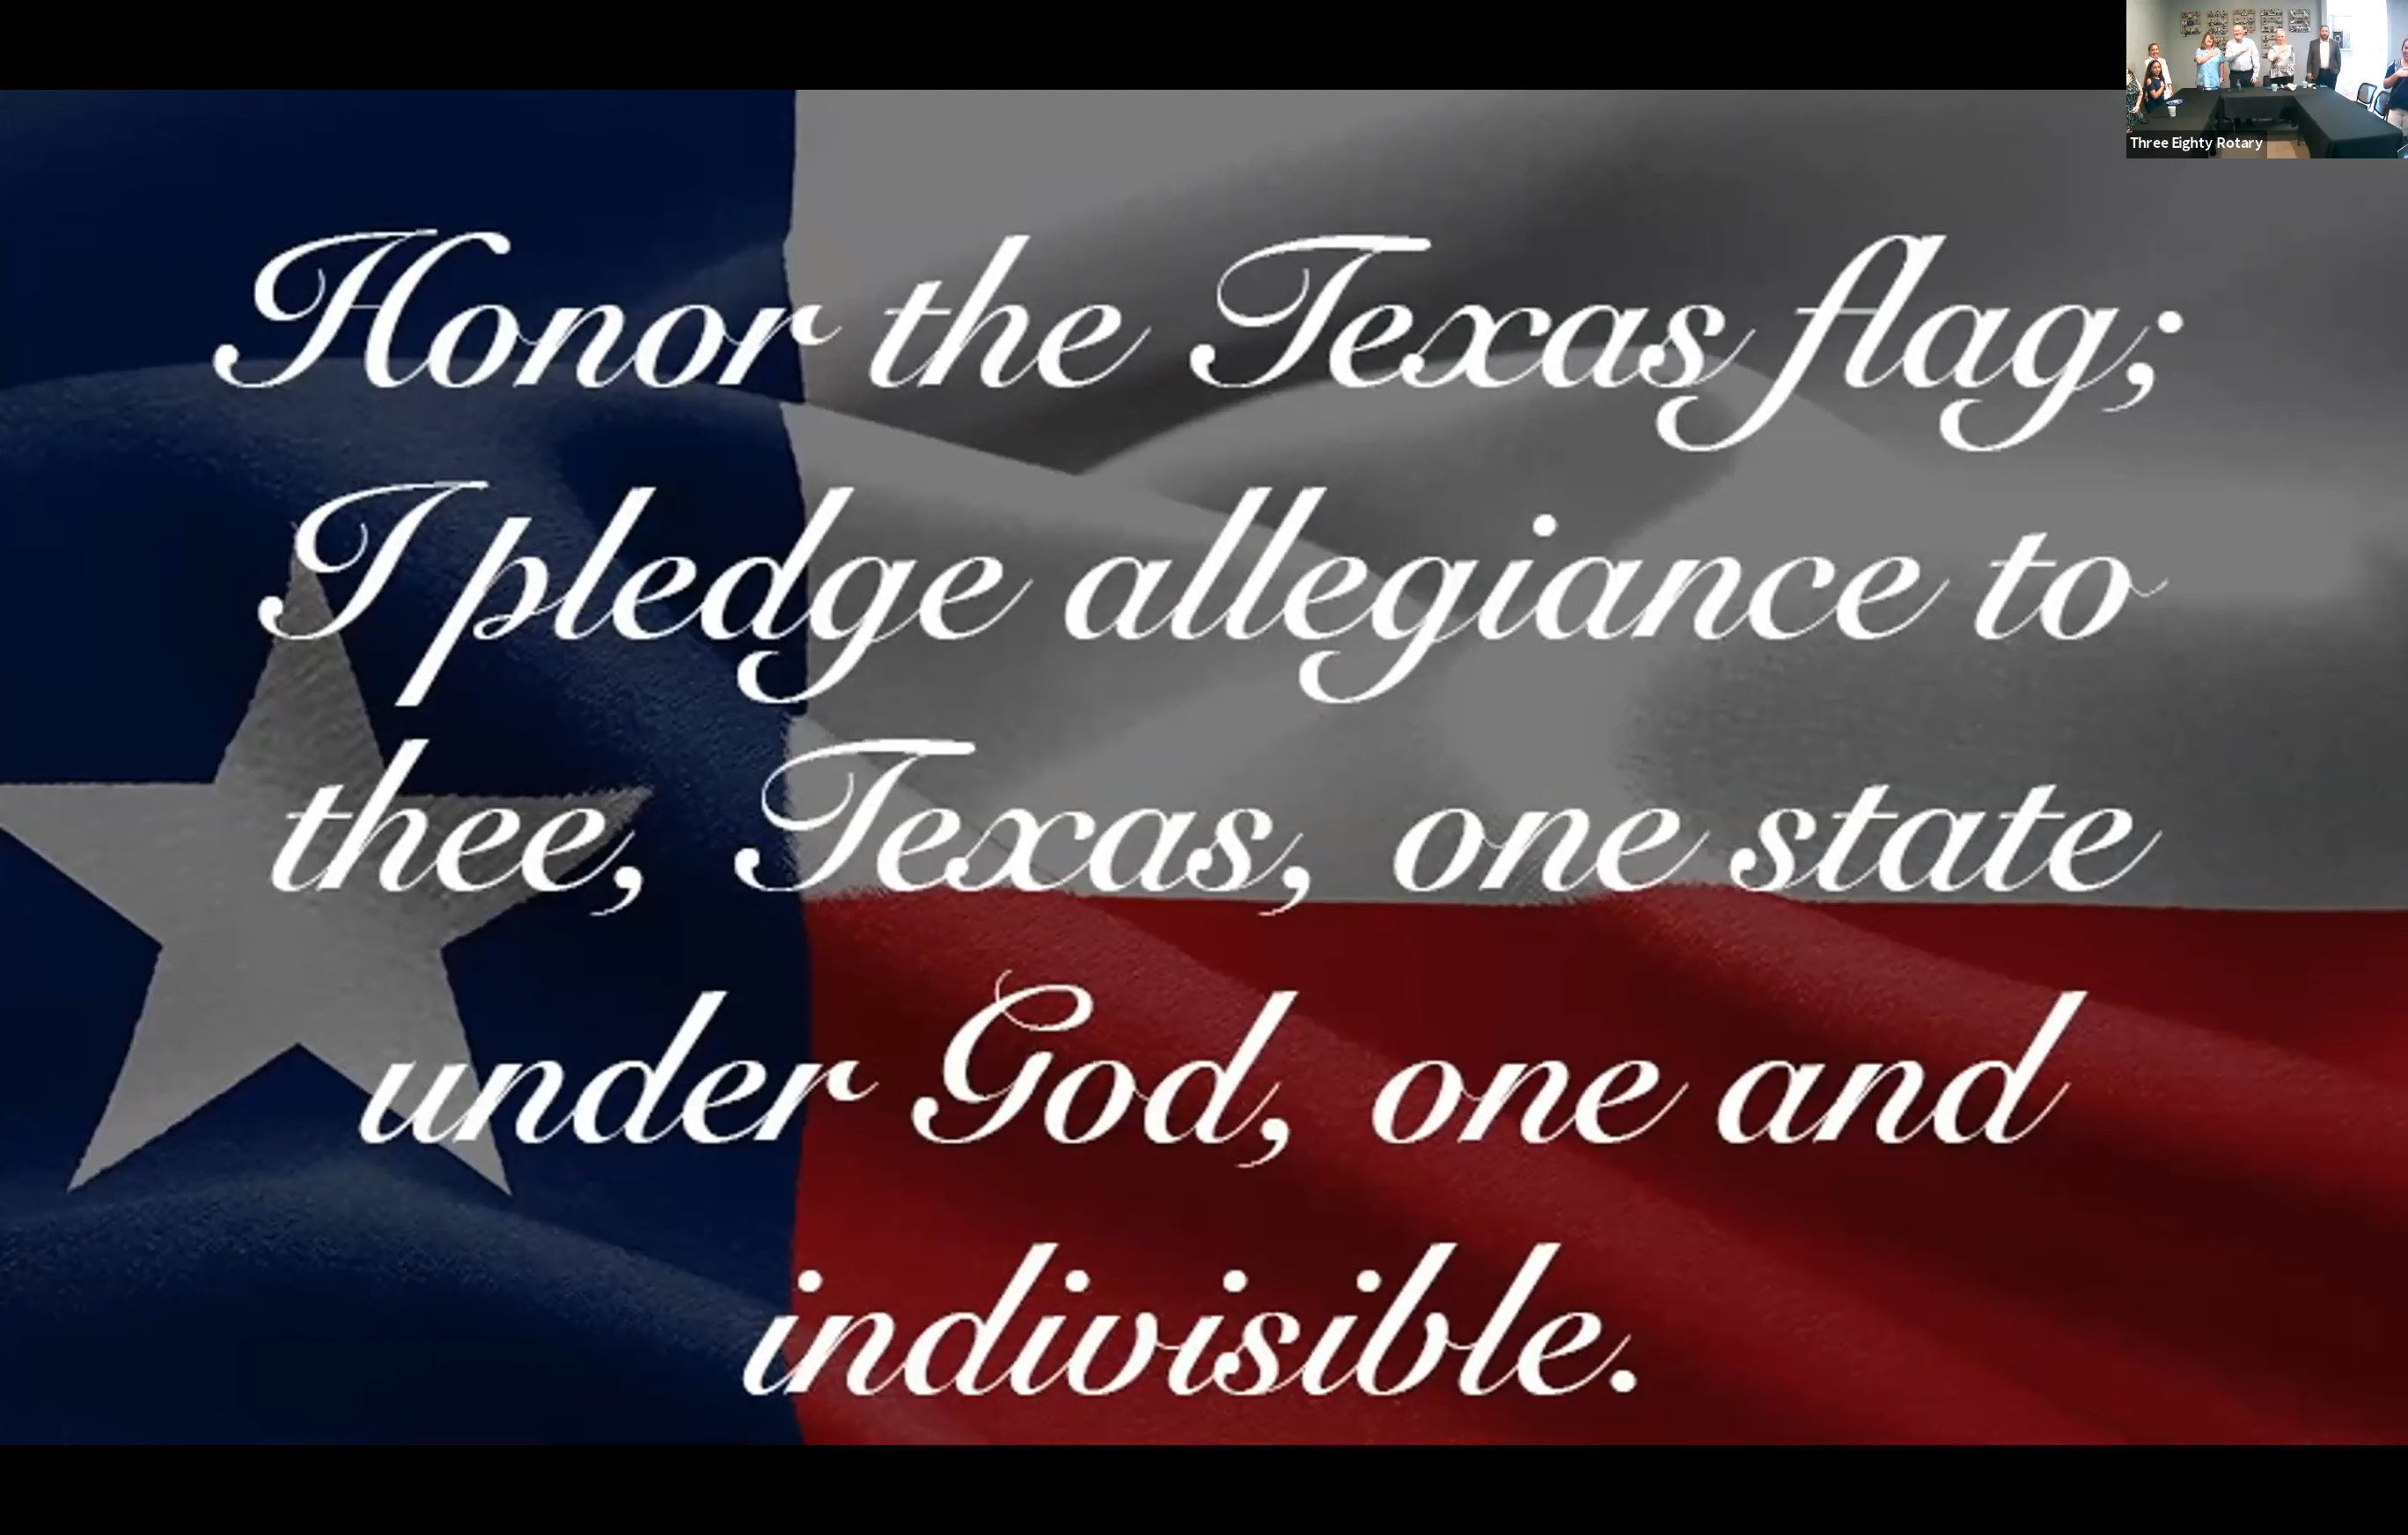 Three Eighty Rotary
Honor the Texas flag;
I pledge allegiance to
thee, Texas, one state
under God, one and
indivisible.